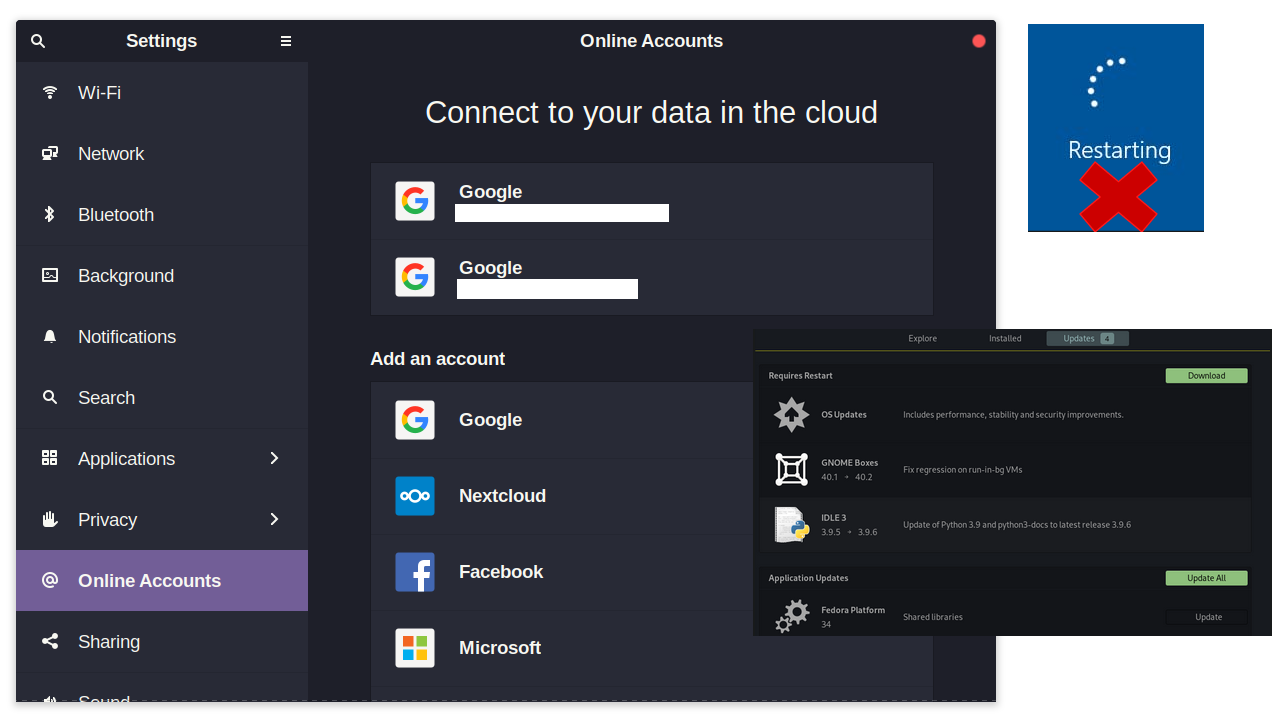 Settings
Online Accounts
Wi-Fi
Network
Bluetooth
Background
Notifications
Search
Applications
Privacy
Online Accounts
Sharing
Sound
Connect to your data in the cloud
Google
Google
Add an account
Google
Nextcloud
Facebook
Microsoft
Restarting
Explore Installed Updates 4
Requires Restart Download
OS Updates Includes performance, stability and security improvements.
GNOME Boxes
40.1 → 40.2
Fix regression on run-in-bg VMs
IDLE 3
3.9.5 → 3.9.6
Update of Python 3.9 and python3-docs to latest release 3.9.6
Application Updates Update All
Fedora Platform
34
Shared libraries
Update